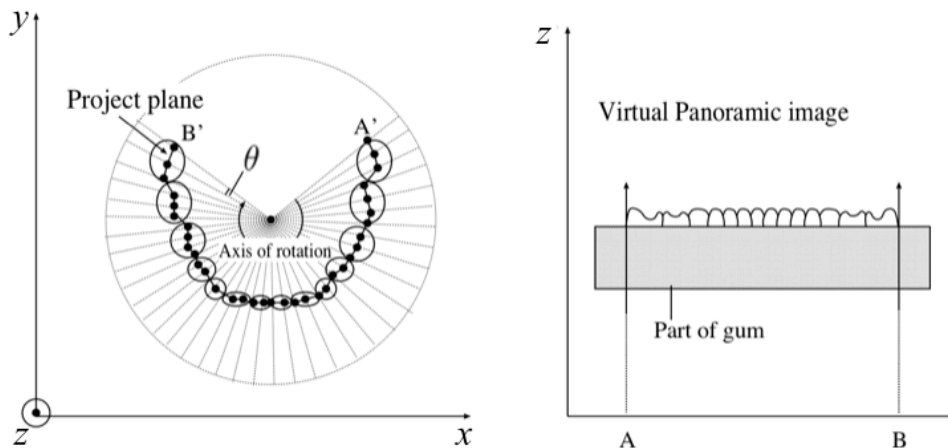 y
Project plane
B'
A'
θ
Axis of rotation
z
x
z
Virtual Panoramic image
Part of gum
A
B